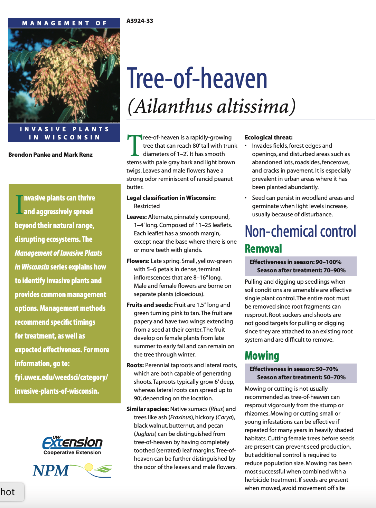 MANAGEMENT OF
INVASIVE PLANTS
IN WISCONSIN
Brendon Panke and Mark Renz
Invasive plants can thrive
and aggressively spread
beyond their natural range,
disrupting ecosystems. The
Management of Invasive Plants
in Wisconsin series explains how
to identify invasive plants and
provides common management
options. Management methods
recommend specific timings
for treatment, as well as
expected effectiveness. For more
information, go to:
fyi.uwex.edu/weedsci/category/
invasive-plants-of-wisconsin.
UW
Extension
Cooperative Extension
NPM
hot
A3924-33
Tree-of-heaven
(Ailanthus altissima)
Tree-of-heaven is a rapidly-growing
tree that can reach 80' tall with trunk
diameters of 1–2'. It has smooth
stems with pale gray bark and light brown
twigs. Leaves and male flowers have a
strong odor reminiscent of rancid peanut
butter.
Legal classification in Wisconsin:
Restricted
Leaves: Alternate, pinnately compound,
1–4' long. Composed of 11–25 leaflets.
Each leaflet has a smooth margin,
except near the base where there is one
or more teeth with glands.
Flowers: Late spring. Small, yellow-green
with 5–6 petals in dense, terminal
inflorescences that are 8–16" long.
Male and female flowers are borne on
separate plants (dioecious).
Fruits and seeds: Fruit are 1.5" long and
green turning pink to tan. The fruit are
papery and have two wings extending
from a seed at their center. The fruit
develop on female plants from late
summer to early fall and can remain on
the tree through winter.
Roots: Perennial taproots and lateral roots,
which are both capable of generating
shoots. Taproots typically grow 6' deep,
whereas lateral roots can spread up to
90', depending on the location.
Similar species: Native sumacs (Rhus) and
trees like ash (Fraxinus), hickory (Carya),
black walnut, butternut, and pecan
(Juglans) can be distinguished from
tree-of-heaven by having completely
toothed (serrated) leaf margins. Tree-of-
heaven can be further distinguished by
the odor of the leaves and male flowers.
Ecological threat:
• Invades fields, forest edges and
openings, and disturbed areas such as
abandoned lots, roadsides, fencerows,
and cracks in pavement. It is especially
prevalent in urban areas where it has
been planted abundantly.
• Seed can persist in woodland areas and
germinate when light levels increase,
usually because of disturbance.
Non-chemical control
Removal
Effectiveness in season: 90–100%
Season after treatment: 70–90%
Pulling and digging up seedlings when
soil conditions are amenable are effective
single plant control. The entire root must
be removed since root fragments can
resprout. Root suckers and shoots are
not good targets for pulling or digging
since they are attached to an existing root
system and are difficult to remove.
Mowing
Effectiveness in season: 50–70%
Season after treatment: 50–70%
Mowing or cutting is not usually
recommended as tree-of-heaven can
resprout vigorously from the stump or
rhizomes. Mowing or cutting small or
young infestations can be effective if
repeated for many years in heavily shaded
habitats. Cutting female trees before seeds
are present can prevent seed production,
but additional control is required to
reduce population size. Mowing has been
most successful when combined with a
herbicide treatment. If seeds are present
when mowed, avoid movement off site